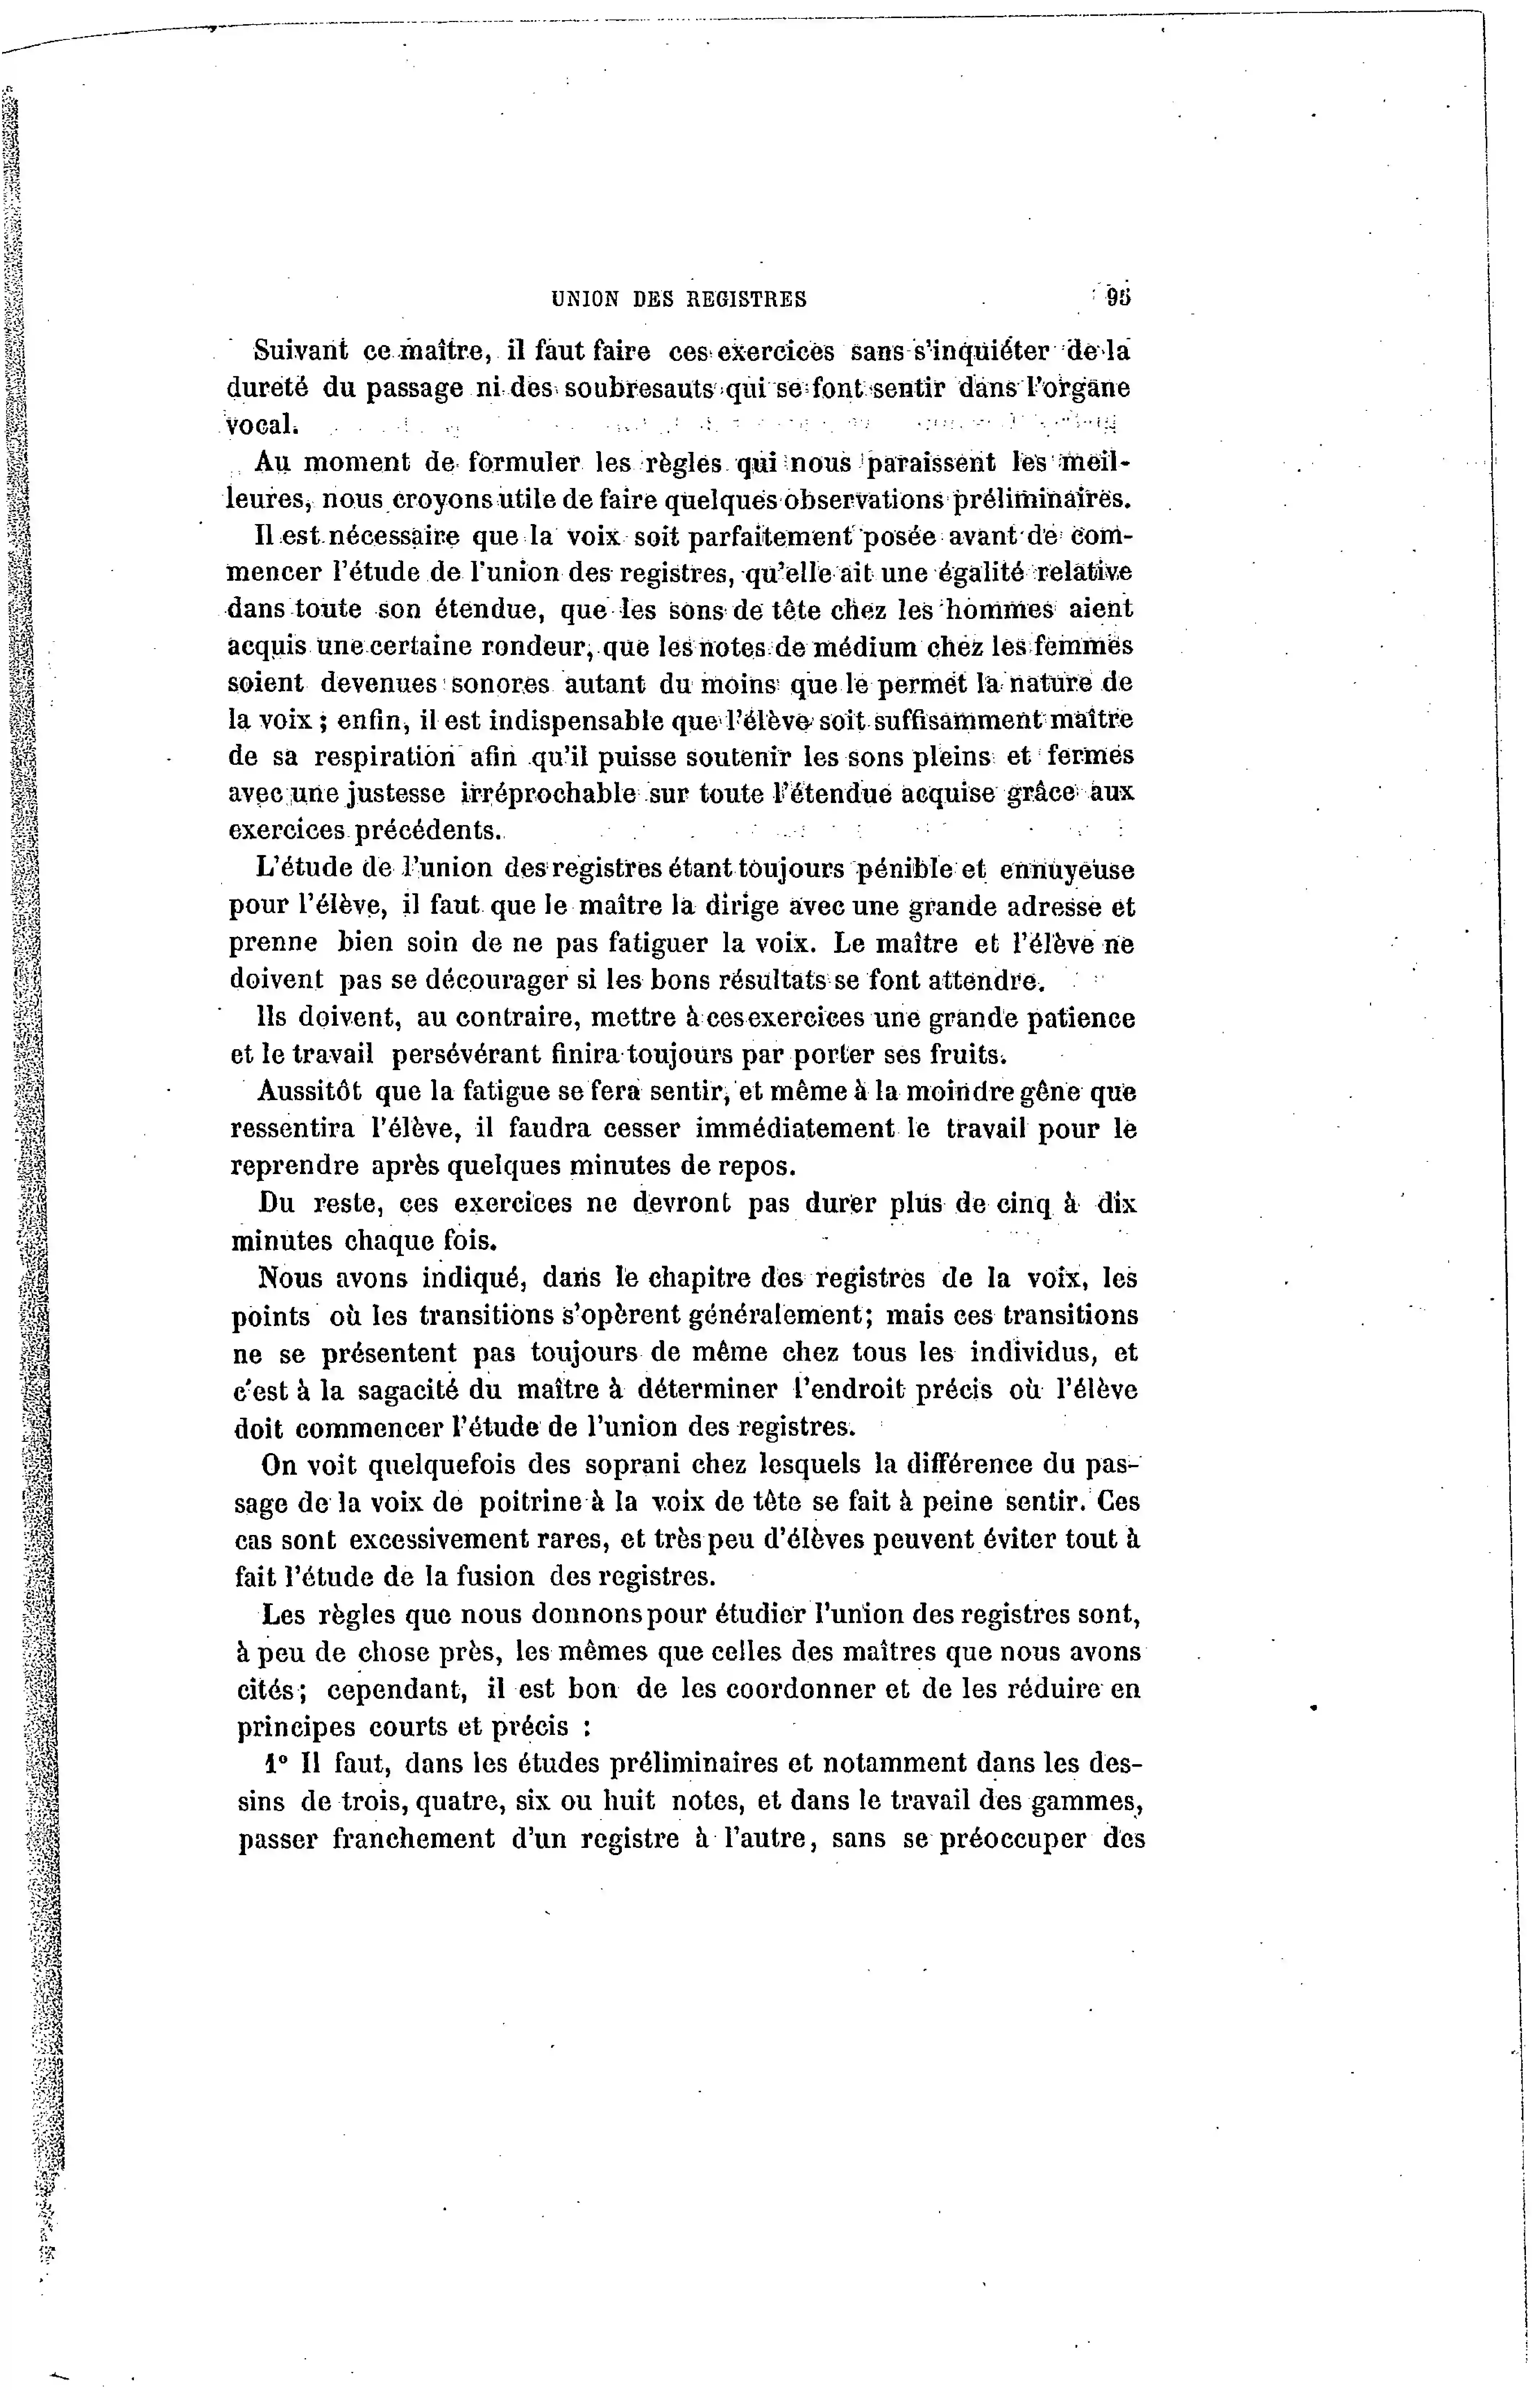 UNION DES REGISTRES 95
Suivant ce maître, il faut faire ces exercices sans s'inquiéter de la
dureté du passage ni des soubresauts qui se font sentir dans l'organe
vocal.
Au moment de formuler les règles qui nous paraissent les meil-
leures, nous croyons utile de faire quelques observations préliminaires.
Il est nécessaire que la voix soit parfaitement posée avant de com-
mencer l'étude de l'union des registres, qu'elle ait une égalité relative
dans toute son étendue, que les sons de tête chez les hommes aient
acquis une certaine rondeur, que les notes de médium chez les femmes
soient devenues sonores autant du moins que le permet la nature de
la voix ; enfin, il est indispensable que l'élève soit suffisamment maître
de sa respiration afin qu'il puisse soutenir les sons pleins et fermes
avec une justesse irréprochable sur toute l'étendue acquise grâce aux
exercices précédents.
L'étude de l'union des registres étant toujours pénible et ennuyeuse
pour l'élève, il faut que le maître la dirige avec une grande adresse et
prenne bien soin de ne pas fatiguer la voix. Le maître et l'élève ne
doivent pas se décourager si les bons résultats se font attendre.
Ils doivent, au contraire, mettre à ces exercices une grande patience
et le travail persévérant finira toujours par porter ses fruits.
Aussitôt que la fatigue se fera sentir, et même à la moindre gêne que
ressentira l'élève, il faudra cesser immédiatement le travail pour le
reprendre après quelques minutes de repos.
Du reste, ces exercices ne devront pas durer plus de cinq à dix
minutes chaque fois.
Nous avons indiqué, dans le chapitre des registres de la voix, les
points où les transitions s'opèrent généralement; mais ces transitions
ne se présentent pas toujours de même chez tous les individus, et
c'est à la sagacité du maître à déterminer l'endroit précis où l'élève
doit commencer l'étude de l'union des registres.
On voit quelquefois des soprani chez lesquels la différence du pas-
sage de la voix de poitrine à la voix de tête se fait à peine sentir. Ces
cas sont excessivement rares, et très peu d'élèves peuvent éviter tout à
fait l'étude de la fusion des registres.
Les règles que nous donnons pour étudier l'union des registres sont,
à peu de chose près, les mêmes que celles des maîtres que nous avons
cités ; cependant, il est bon de les coordonner et de les réduire en
principes courts et précis :
1° Il faut, dans les études préliminaires et notamment dans les des-
sins de trois, quatre, six ou huit notes, et dans le travail des gammes,
passer franchement d'un registre à l'autre, sans se préoccuper des